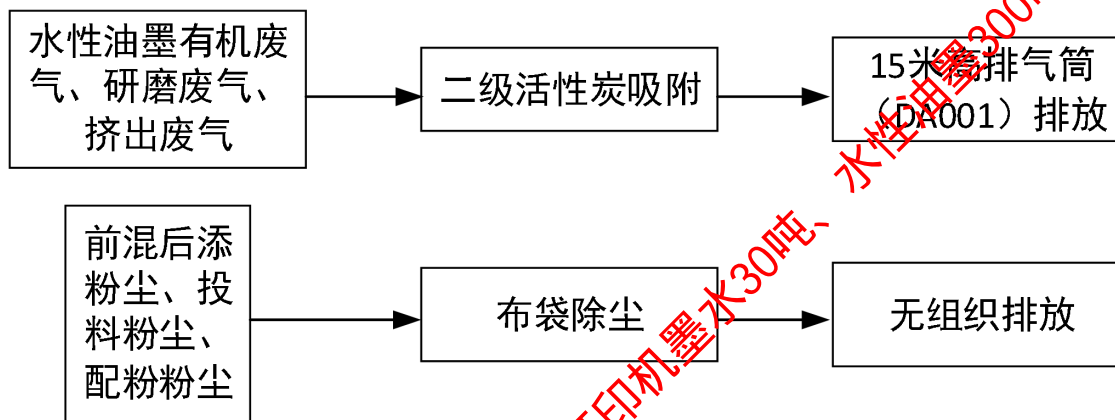 水性油墨有机废
气、研磨废气、
挤出废气
二级活性炭吸附
15米高排气筒
（DA001）排放
前混后添
粉尘、投
料粉尘、
配粉粉尘
布袋除尘
无组织排放
印机墨水30吨、水性油墨300